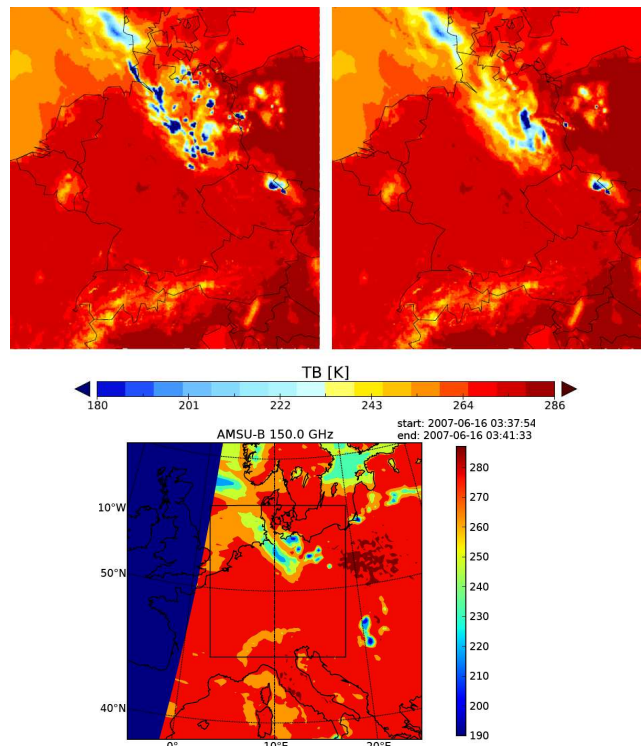 TB [K]
180 201 222 243 264 286
start: 2007-06-16 03:37:54
end: 2007-06-16 03:41:33
AMSU-B 150.0 GHz
280
10°W
270
260
50°N
250
240
230
220
210
40°N
200
190
0° 10°E 20°E